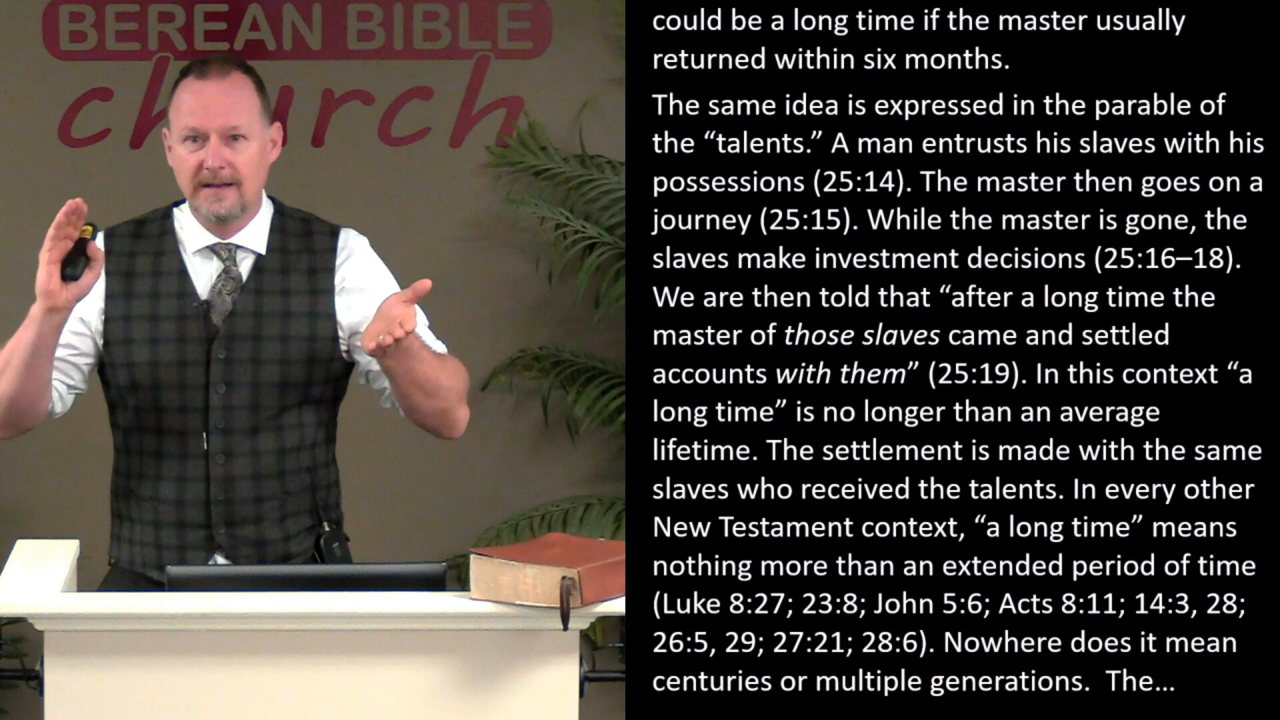 BEREAN BIBLE
church
could be a long time if the master usually
returned within six months.
The same idea is expressed in the parable of
the “talents.” A man entrusts his slaves with his
possessions (25:14). The master then goes on a
journey (25:15). While the master is gone, the
slaves make investment decisions (25:16–18).
We are then told that “after a long time the
master of those slaves came and settled
accounts with them” (25:19). In this context “a
long time” is no longer than an average
lifetime. The settlement is made with the same
slaves who received the talents. In every other
New Testament context, “a long time” means
nothing more than an extended period of time
(Luke 8:27; 23:8; John 5:6; Acts 8:11; 14:3, 28;
26:5, 29; 27:21; 28:6). Nowhere does it mean
centuries or multiple generations.  The...